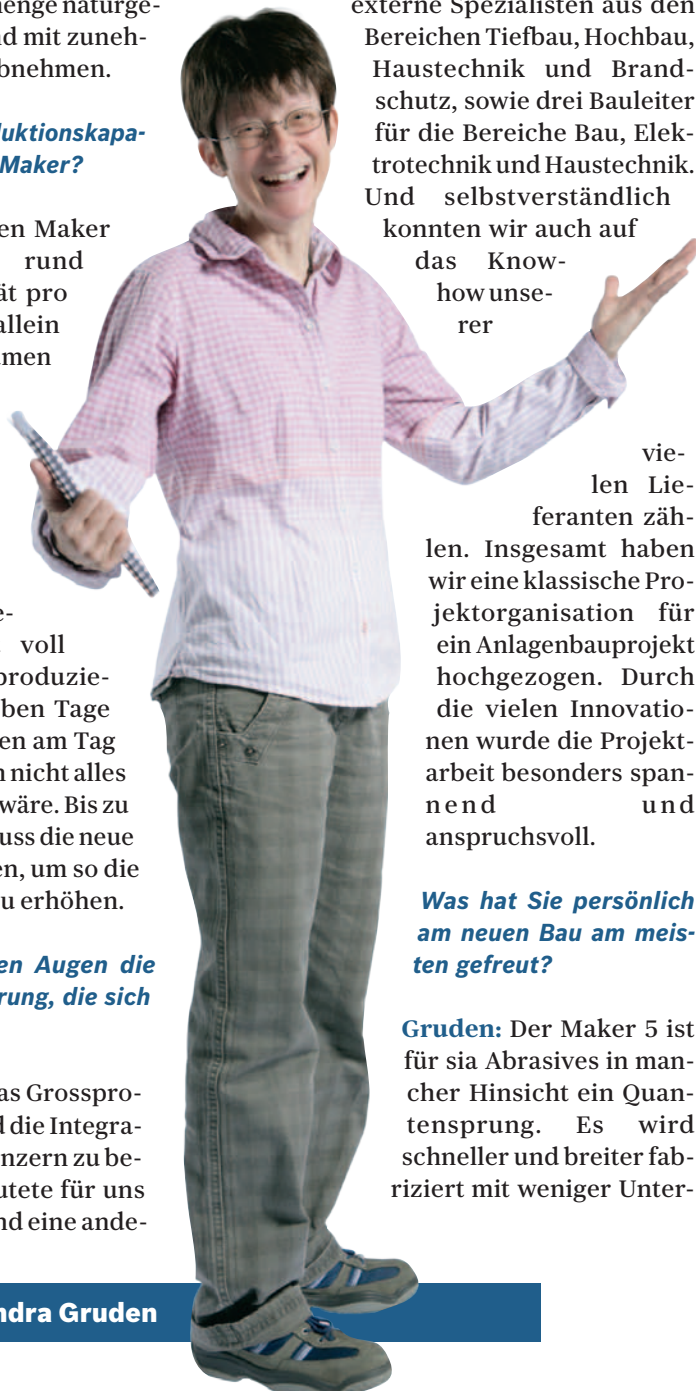 menge naturge-
nd mit zuneh-
bnehmen.
duktionskapa-
Maker?
en Maker
rund
ät pro
allein
men
e-
voll
produzie-
ben Tage
en am Tag
n nicht alles
wäre. Bis zu
uss die neue
en, um so die
u erhöhen.
en Augen die
rung, die sich
as Grosspro-
d die Integra-
nzern zu be-
utete für uns
nd eine ande-
externe Spezialisten aus den
Bereichen Tiefbau, Hochbau,
Haustechnik und Brand-
schutz, sowie drei Bauleiter
für die Bereiche Bau, Elek-
trotechnik und Haustechnik.
Und selbstverständlich
konnten wir auch auf
das Know-
how unse-
rer
vie-
len Lie-
feranten zäh-
len. Insgesamt haben
wir eine klassische Pro-
jektorganisation für
ein Anlagenbauprojekt
hochgezogen. Durch
die vielen Innovatio-
nen wurde die Projekt-
arbeit besonders span-
nend und
anspruchsvoll.
Was hat Sie persönlich
am neuen Bau am meis-
ten gefreut?
Gruden: Der Maker 5 ist
für sia Abrasives in man-
cher Hinsicht ein Quan-
tensprung. Es wird
schneller und breiter fab-
riziert mit weniger Unter-
ndra Gruden